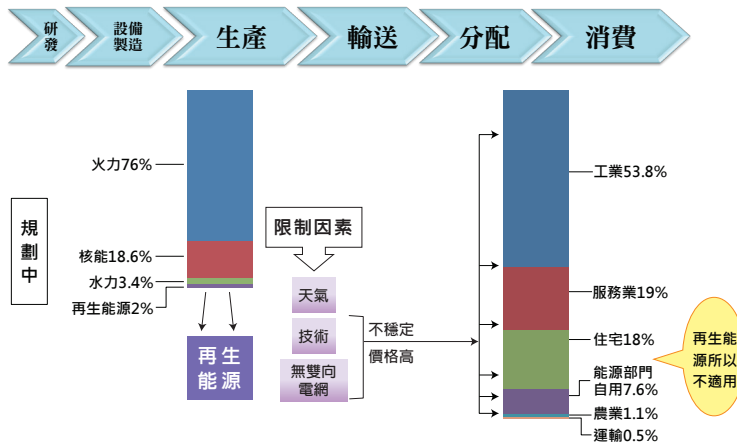 研
發
設備
製造
生產
輸送
分配
消費
火力76%
核能18.6%
水力3.4%
再生能源2%
規
劃
中
限制因素
天氣
技術
無雙向
電網
不穩定
價格高
再生
能源
工業53.8%
服務業19%
住宅18%
能源部門
自用7.6%
農業1.1%
運輸0.5%
再生能
源所以
不適用